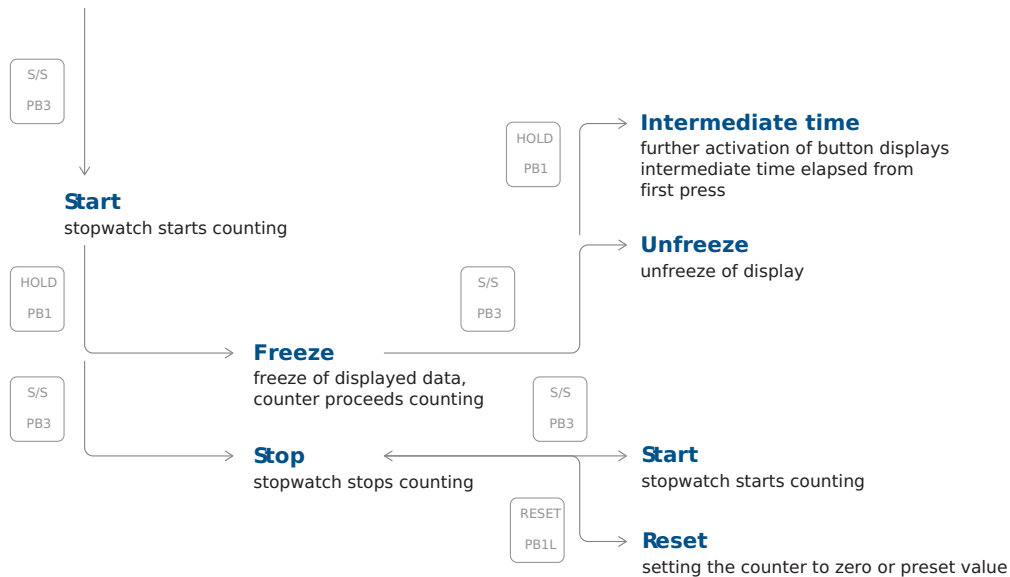 S/S
PB3
Start
stopwatch starts counting
HOLD
PB1
Intermediate time
further activation of button displays
intermediate time elapsed from
first press
Unfreeze
unfreeze of display
HOLD
PB1
S/S
PB3
Freeze
freeze of displayed data,
counter proceeds counting
S/S
PB3
Stop
stopwatch stops counting
S/S
PB3
Start
stopwatch starts counting
RESET
PB1L
Reset
setting the counter to zero or preset value